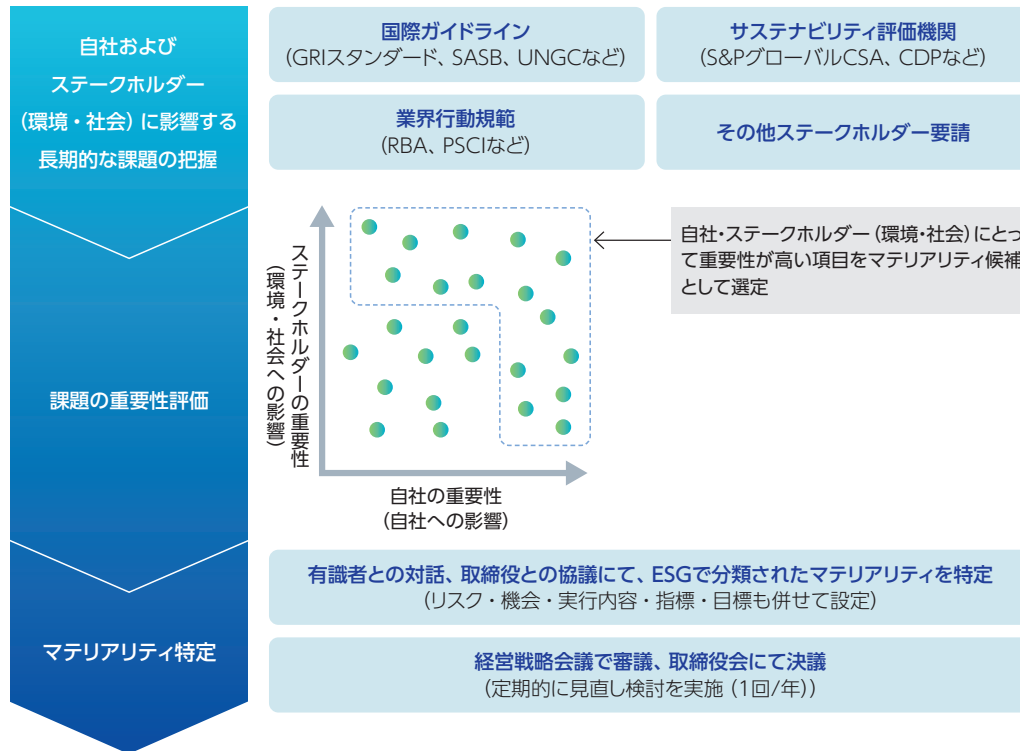 自社および
ステークホルダー
(環境・社会)に影響する
長期的な課題の把握
国際ガイドライン
(GRIスタンダード、SASB、UNGCなど)
サステナビリティ評価機関
(S&PグローバルCSA、CDPなど)
業界行動規範
(RBA、PSCIなど)
その他ステークホルダー要請
課題の重要性評価
ステークホルダーの重要性
(環境・社会への影響)
自社の重要性
(自社への影響)
自社・ステークホルダー(環境・社会)にとっ
て重要性が高い項目をマテリアリティ候補
として選定
マテリアリティ特定
有識者との対話、取締役との協議にて、ESGで分類されたマテリアリティを特定
(リスク・機会・実行内容・指標・目標も併せて設定)
経営戦略会議で審議、取締役会にて決議
(定期的に見直し検討を実施(1回/年))